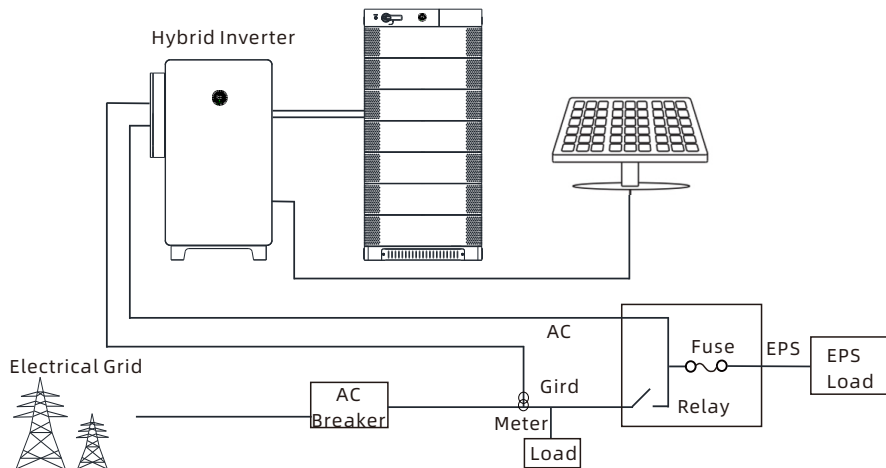 Hybrid Inverter
AC
Fuse
EPS
EPS
Load
Electrical Grid
AC
Breaker
Gird
Meter
Relay
Load